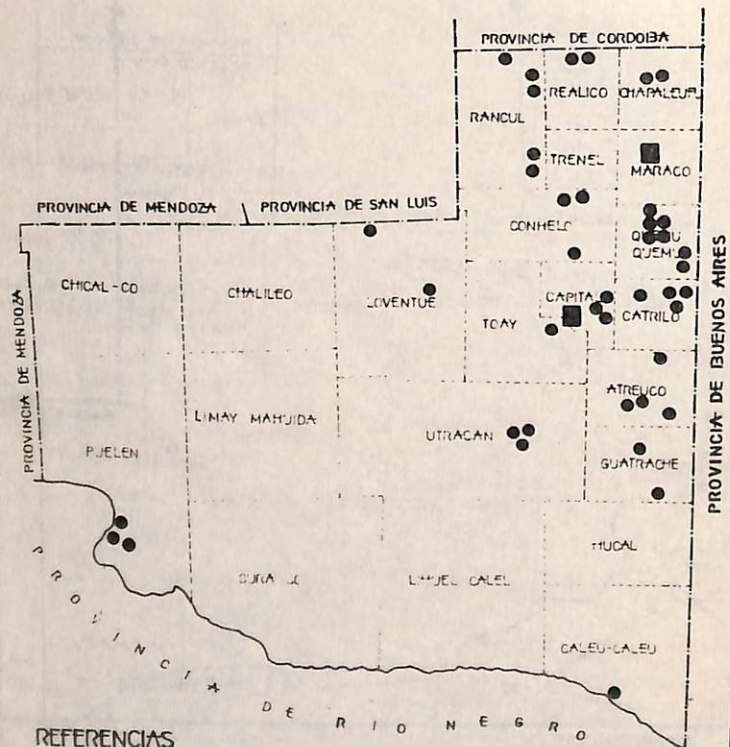 PROVINCIA DE CORDOBA
REALICO
CHAPALEUFU
RANCUL
TRENEL
MARACO
PROVINCIA DE MENDOZA
PROVINCIA DE SAN LUIS
CONHELO
QUEMU
QUEMU
CHICAL-CO
CHALILEO
LOVENTUE
CAPITAL
TOAY
CATRILO
PROVINCIA DE MENDOZA
PROVINCIA DE BUENOS AIRES
ATREUCO
LIMAY MAHUIDA
UTRACAN
PUELEN
GUATRACHE
HUCAL
CURA CO
LIHUEL CALEL
CALEU-CALEU
PROVINCIA DE RIO NEGRO
REFERENCIAS